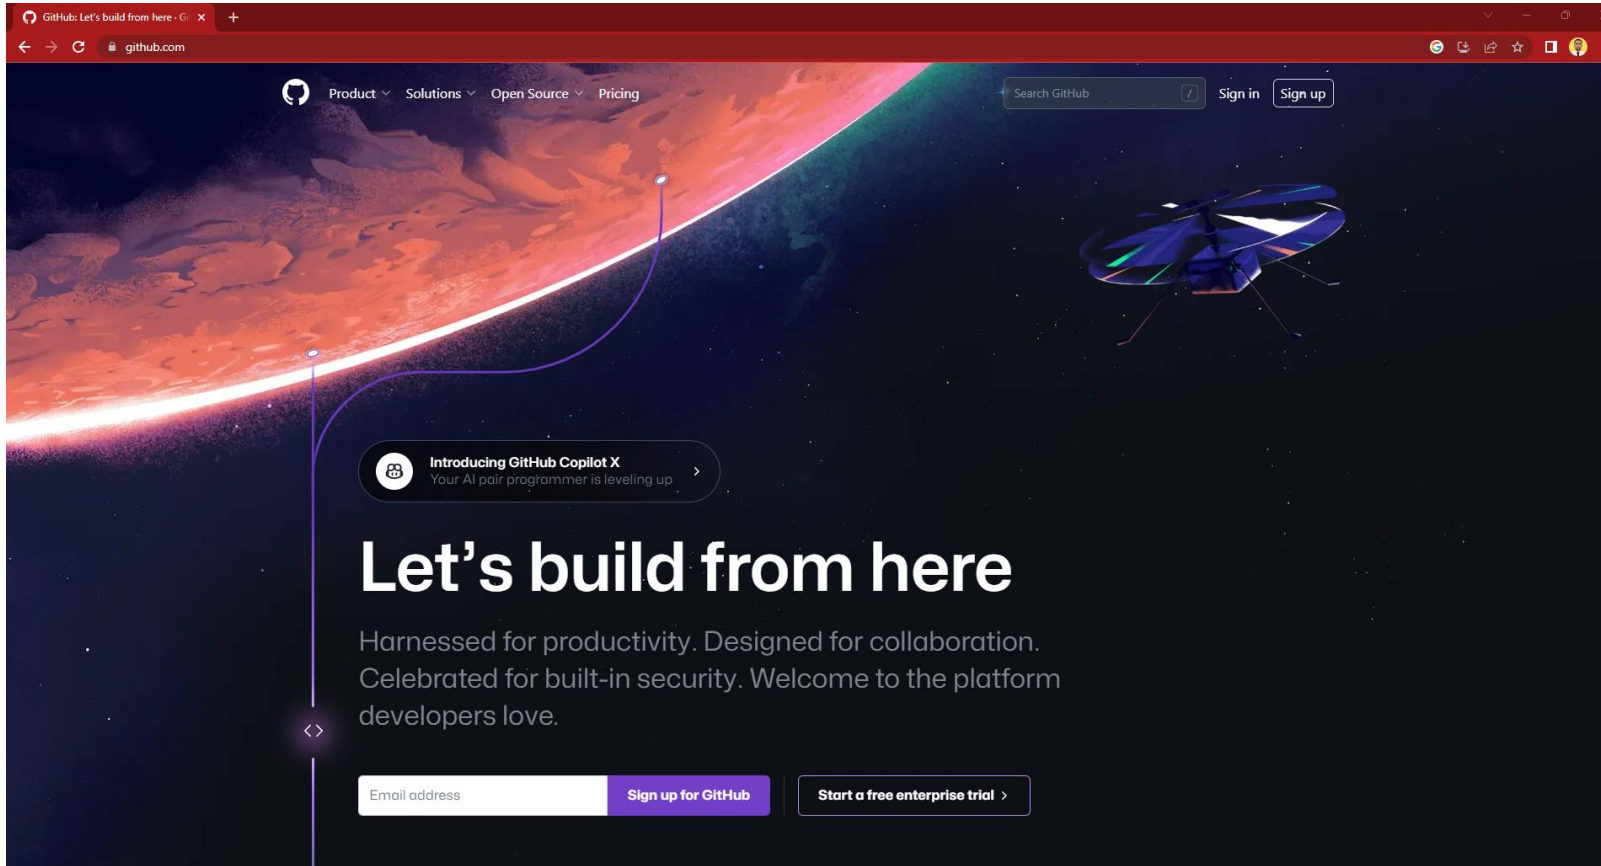 GitHub: Let's build from here · Gi
github.com
Product
Solutions
Open Source
Pricing
Search GitHub
/
Sign in
Sign up
Introducing GitHub Copilot X
Your AI pair programmer is leveling up
Let's build from here
Harnessed for productivity. Designed for collaboration.
Celebrated for built-in security. Welcome to the platform
developers love.
Email address
Sign up for GitHub
Start a free enterprise trial